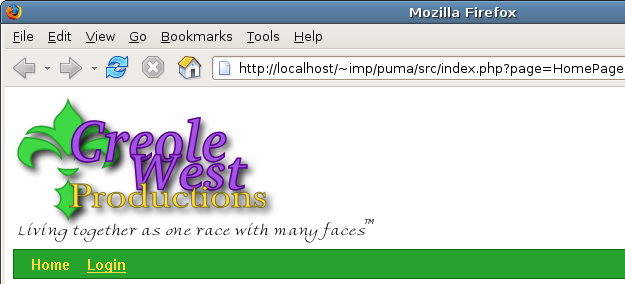 Mozilla Firefox
File Edit View Go Bookmarks Tools Help
http://localhost/~imp/puma/src/index.php?page=HomePage
Creole
West
Productions
Living together as one race with many faces™
Home Login